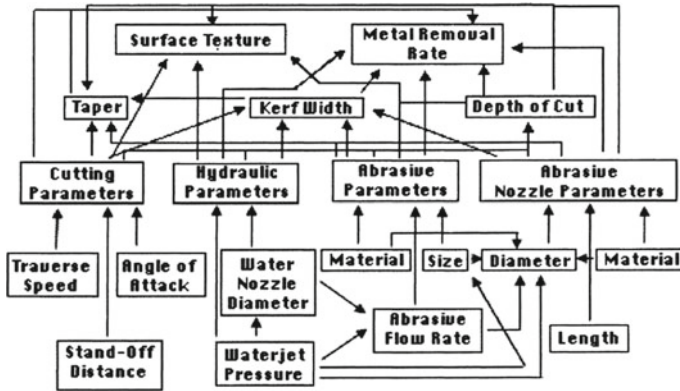 Surface Texture
Metal Removal
Rate
Taper
Kerf Width
Depth of Cut
Cutting
Parameters
Hydraulic
Parameters
Abrasive
Parameters
Abrasive
Nozzle Parameters
Traverse
Speed
Angle of
Attack
Water
Nozzle
Diameter
Material
Size
Diameter
Material
Stand-Off
Distance
Waterjet
Pressure
Abrasive
Flow Rate
Length